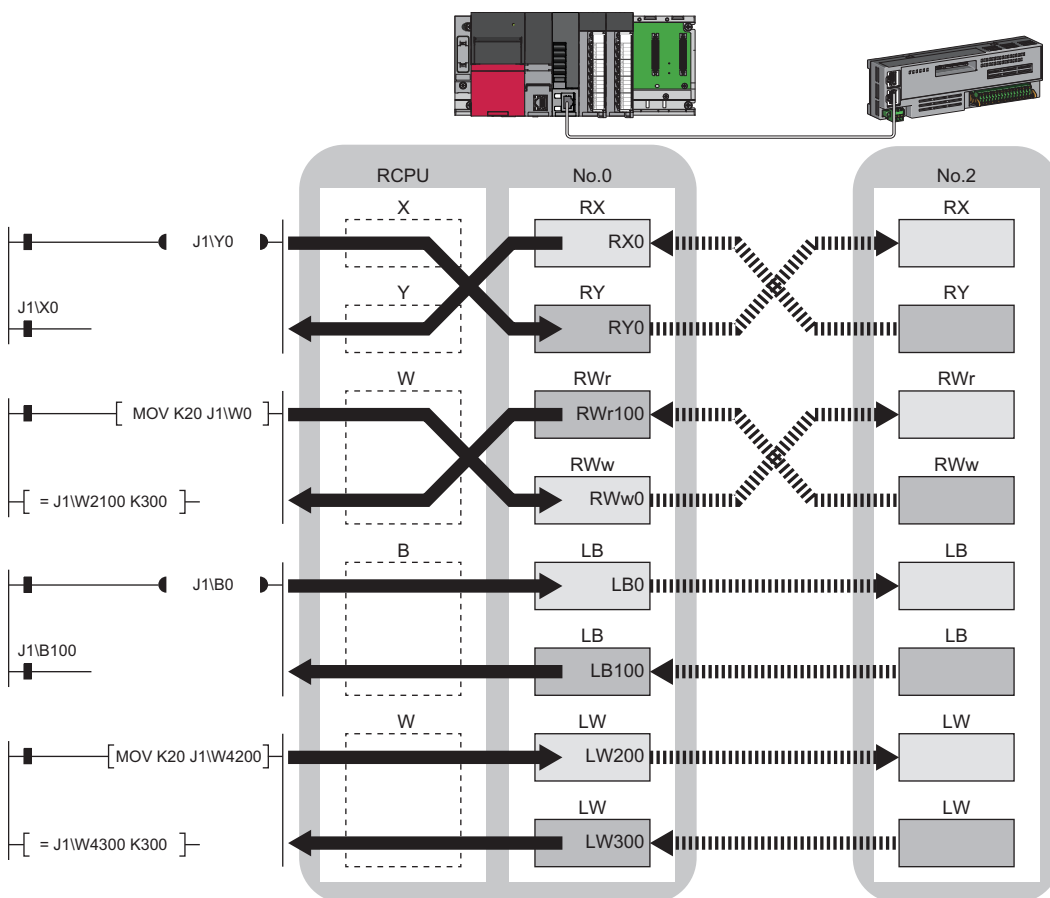 RCPU No.0 No.2
X RX RX
J1\Y0 RX0
Y RY RY
J1\X0
RY0
W RWr RWr
MOV K20 J1\W0 RWr100
RWw RWw
= J1\W2100 K300 RWw0
B LB LB
J1\B0 LB0
LB LB
J1\B100
LB100
W LW LW
MOV K20 J1\W4200 LW200
LW LW
= J1\W4300 K300 LW300